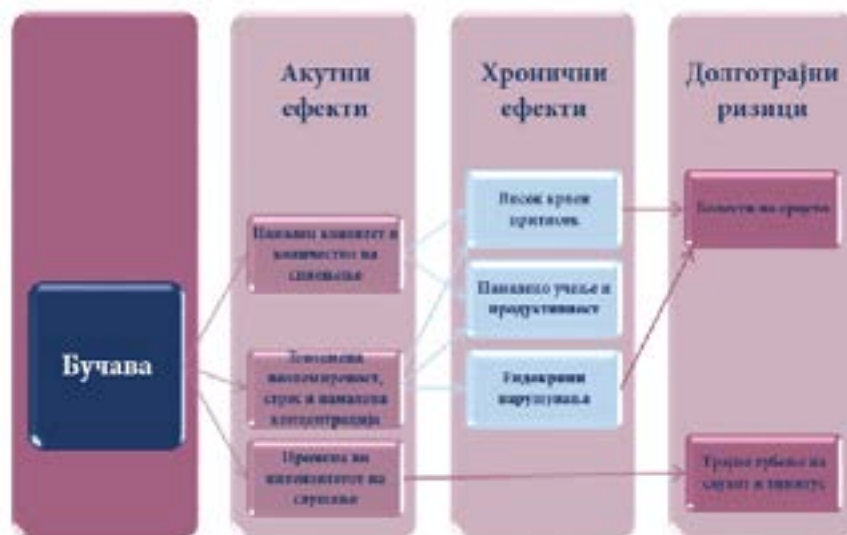 Акутни
ефекти
Хронични
ефекти
Долготрајни
ризици
Бучава
Намален квалитет и
количество на
спиење
Зголемена
вознемиреност,
стрес и намалена
концентрација
Промена на
интензитетот на
слушање
Висок крвен
притисок
Намалено учење и
продуктивност
Ендокрини
нарушувања
Болести на срцето
Трајно губење на
слухот и тинитус